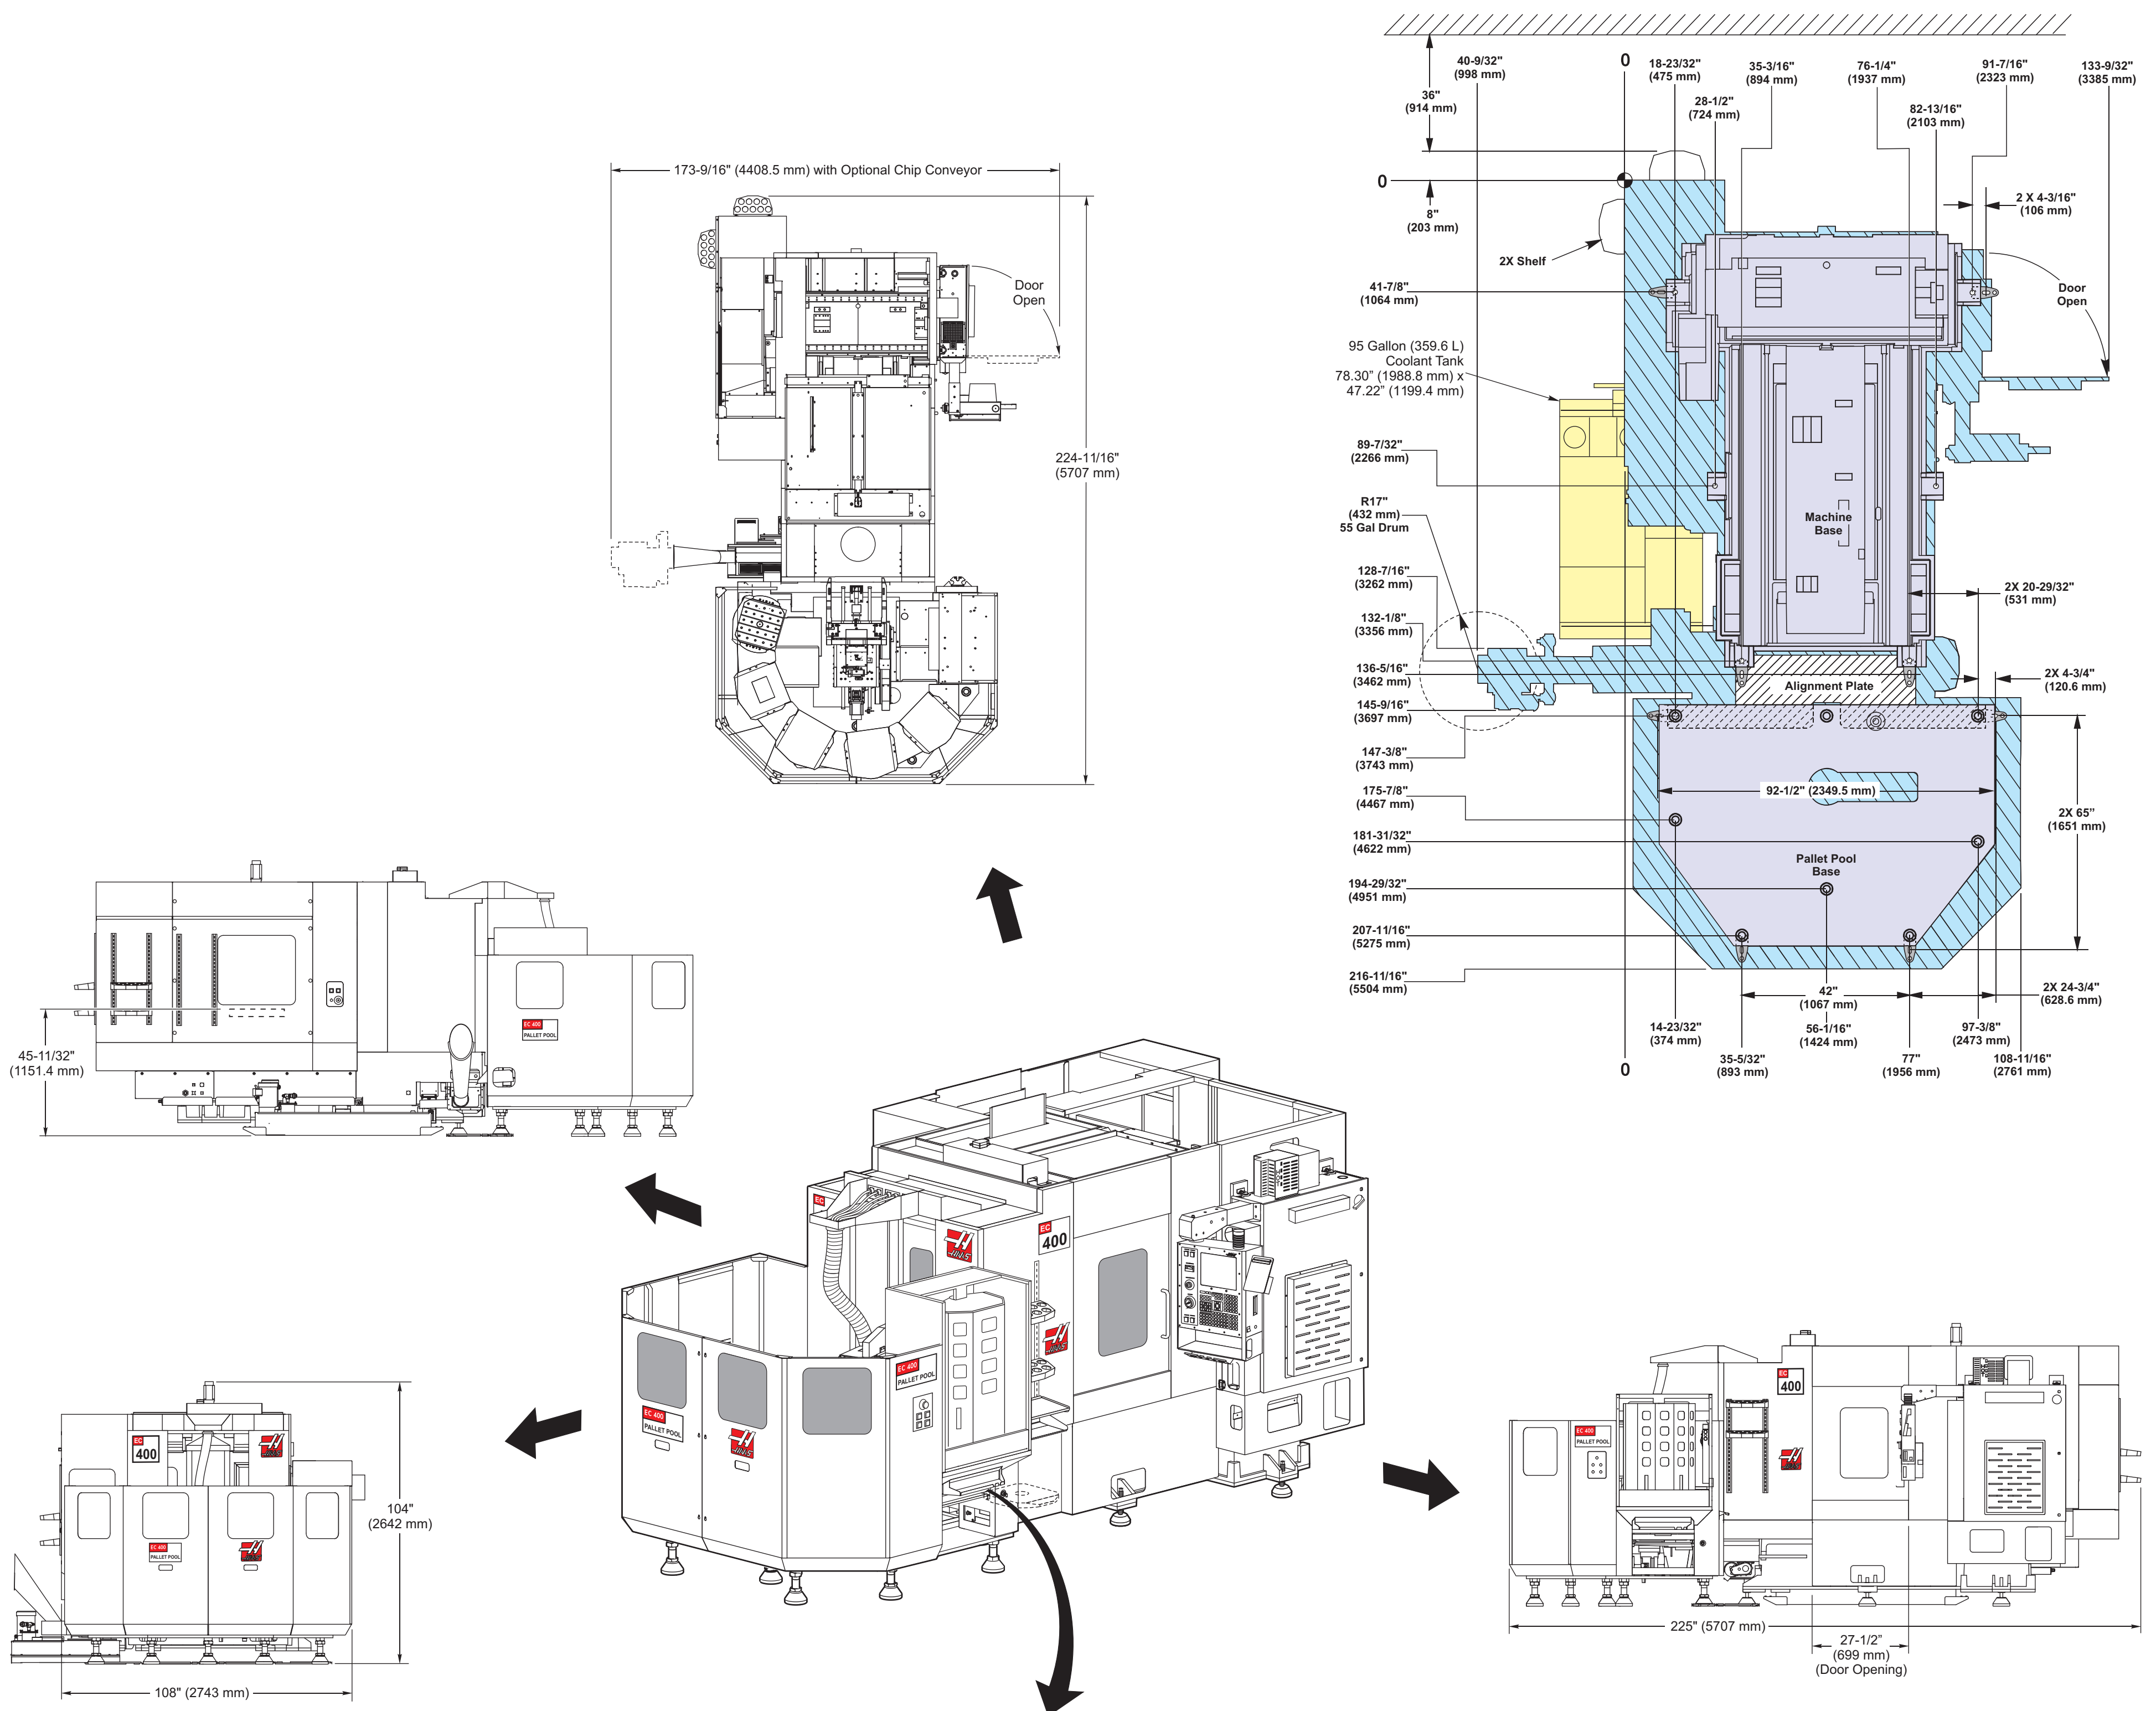 173-9/16" (4408.5 mm) with Optional Chip Conveyor
Door
Open
224-11/16"
(5707 mm)
40-9/32"
(998 mm)
0
18-23/32"
(475 mm)
35-3/16"
(894 mm)
76-1/4"
(1937 mm)
91-7/16"
(2323 mm)
133-9/32"
(3385 mm)
36"
(914 mm)
28-1/2"
(724 mm)
82-13/16"
(2103 mm)
0
8"
(203 mm)
2 X 4-3/16"
(106 mm)
2X Shelf
41-7/8"
(1064 mm)
Door
Open
95 Gallon (359.6 L)
Coolant Tank
78.30” (1988.8 mm) x
47.22” (1199.4 mm)
89-7/32"
(2266 mm)
R17"
(432 mm)
55 Gal Drum
Machine
Base
128-7/16"
(3262 mm)
2X 20-29/32"
(531 mm)
132-1/8"
(3356 mm)
136-5/16"
(3462 mm)
Alignment Plate
2X 4-3/4"
(120.6 mm)
145-9/16"
(3697 mm)
147-3/8"
(3743 mm)
175-7/8"
(4467 mm)
92-1/2" (2349.5 mm)
2X 65”
(1651 mm)
181-31/32"
(4622 mm)
Pallet Pool
Base
194-29/32"
(4951 mm)
207-11/16"
(5275 mm)
216-11/16"
(5504 mm)
42"
(1067 mm)
2X 24-3/4"
(628.6 mm)
14-23/32"
(374 mm)
56-1/16"
(1424 mm)
97-3/8"
(2473 mm)
0
35-5/32"
(893 mm)
77"
(1956 mm)
108-11/16"
(2761 mm)
EC 400
PALLET POOL
45-11/32"
(1151.4 mm)
EC
HAAS
EC
400
HAAS
EC 400
PALLET POOL
EC 400
PALLET POOL
HAAS
EC
400
HAAS
104"
(2642 mm)
EC 400
PALLET POOL
HAAS
108" (2743 mm)
EC
400
EC 400
PALLET POOL
HAAS
225" (5707 mm)
27-1/2”
(699 mm)
(Door Opening)